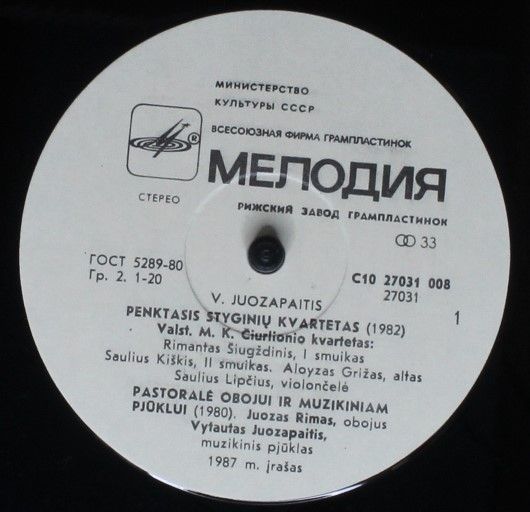 МИНИСТЕРСТВО
КУЛЬТУРЫ СССР
®
ВСЕСОЮЗНАЯ ФИРМА ГРАМПЛАСТИНОК
МЕЛОДИЯ
СТЕРЕО
РИЖСКИЙ ЗАВОД ГРАМПЛАСТИНОК
33
ГОСТ 5289-80
Гр. 2. 1-20
С10 27031 008
27031
1
V. JUOZAPAITIS
PENKTASIS STYGINIŲ KVARTETAS (1982)
Valst. M. K. Čiurlionio kvartetas:
Rimantas Šiugždinis, I smuikas
Saulius Kiškis, II smuikas. Aloyzas Grižas, altas
Saulius Lipčius, violončelė
PASTORALĖ OBOJUI IR MUZIKINIAM
PJŪKLUI (1980). Juozas Rimas, obojus
Vytautas Juozapaitis,
muzikinis pjūklas
1987 m. įrašas